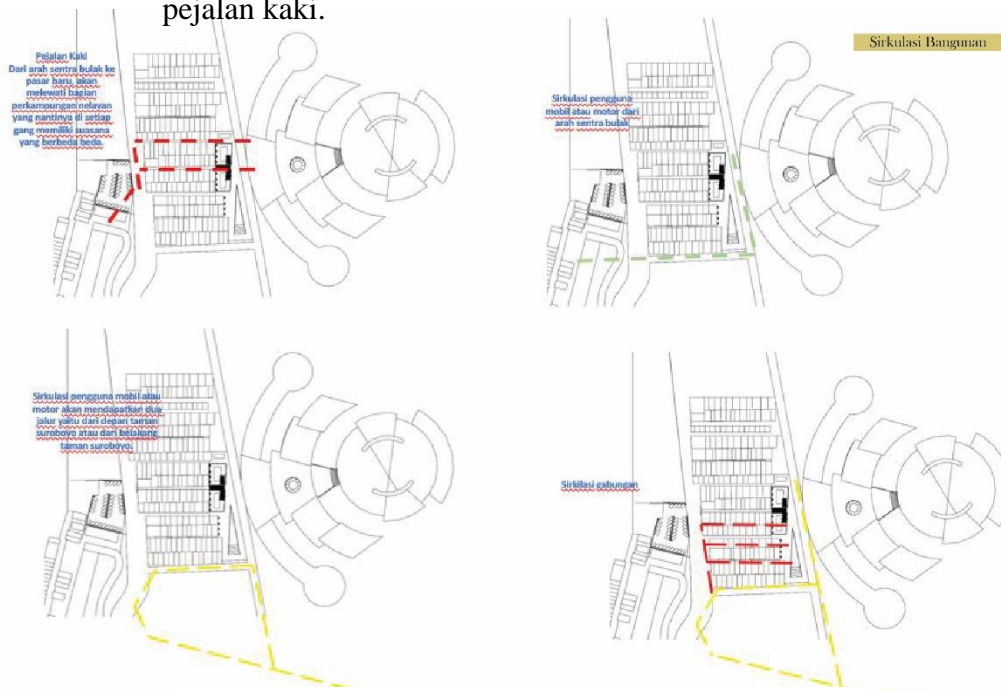 pejalan kaki.
Sirkulasi Bangunan
Pejalan Kaki
Dari arah sentra bulak ke
pasar baru, akan
melewati bagian
perkampungan nelayan
yang nantinya di setiap
gang memiliki suasana
yang berbeda beda.
Sirkulasi pengguna
mobil atau motor dari
arah sentra bulak
Sirkulasi pengguna mobil atau
motor akan mendapatkan dua
jalur yaitu dari depan taman
suroboyo atau dari belakang
taman suroboyo.
Sirkilasi gabungan